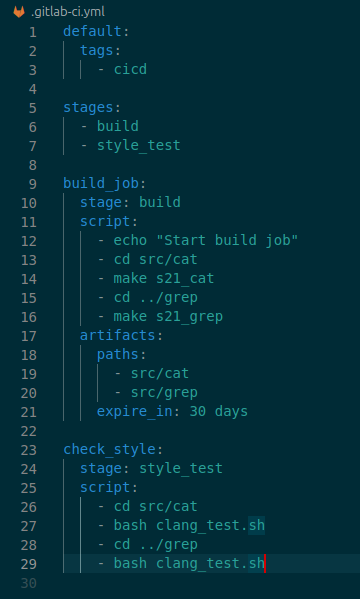 .gitlab-ci.yml
1 default:
2   tags:
3     - cicd
4
5 stages:
6   - build
7   - style_test
8
9 build_job:
10   stage: build
11   script:
12     - echo "Start build job"
13     - cd src/cat
14     - make s21_cat
15     - cd ../grep
16     - make s21_grep
17   artifacts:
18     paths:
19       - src/cat
20       - src/grep
21     expire_in: 30 days
22
23 check_style:
24   stage: style_test
25   script:
26     - cd src/cat
27     - bash clang_test.sh
28     - cd ../grep
29     - bash clang_test.sh
30